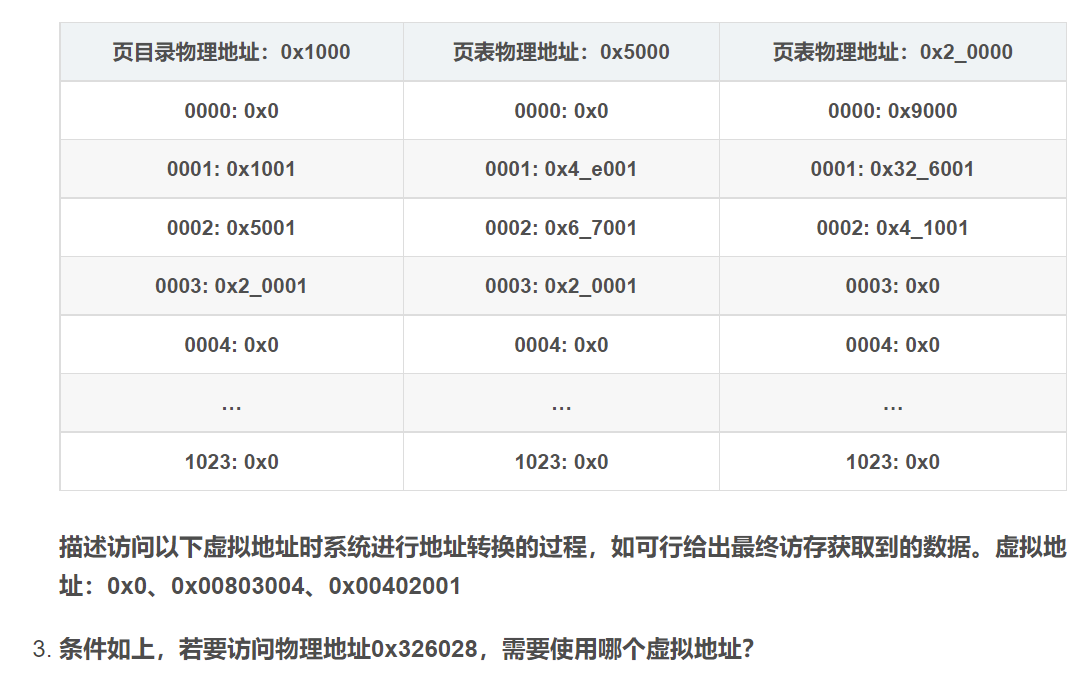 页目录物理地址：0x1000 页表物理地址：0x5000 页表物理地址：0x2_0000
0000: 0x0 0000: 0x0 0000: 0x9000
0001: 0x1001 0001: 0x4_e001 0001: 0x32_6001
0002: 0x5001 0002: 0x6_7001 0002: 0x4_1001
0003: 0x2_0001 0003: 0x2_0001 0003: 0x0
0004: 0x0 0004: 0x0 0004: 0x0
... ... ...
1023: 0x0 1023: 0x0 1023: 0x0
描述访问以下虚拟地址时系统进行地址转换的过程，如可行给出最终访存获取到的数据。虚拟地
址：0x0、0x00803004、0x00402001
3. 条件如上，若要访问物理地址0x326028，需要使用哪个虚拟地址？